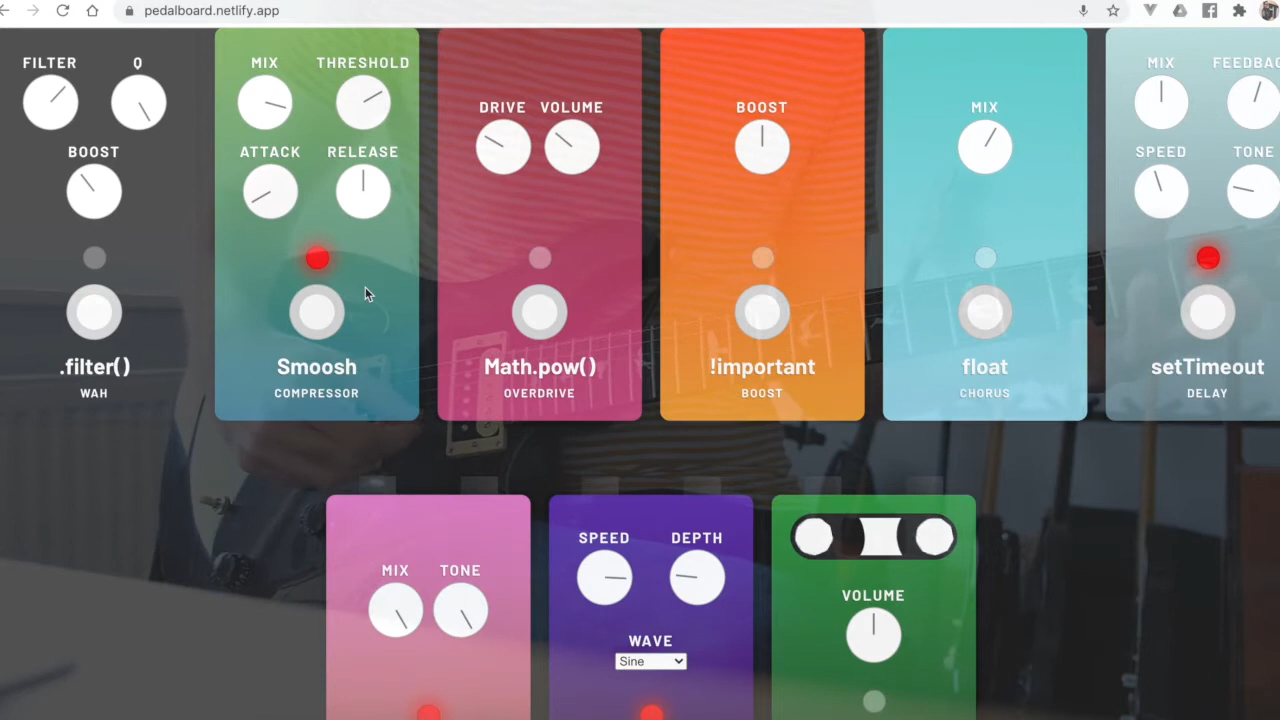 pedalboard.netlify.app
FILTER Q
BOOST
.filter()
WAH
MIX THRESHOLD
ATTACK RELEASE
Smoosh
COMPRESSOR
DRIVE VOLUME
Math.pow()
OVERDRIVE
BOOST
!important
BOOST
MIX
float
CHORUS
MIX FEEDBAC
SPEED TONE
setTimeout
DELAY
MIX TONE
SPEED DEPTH
WAVE
Sine
VOLUME